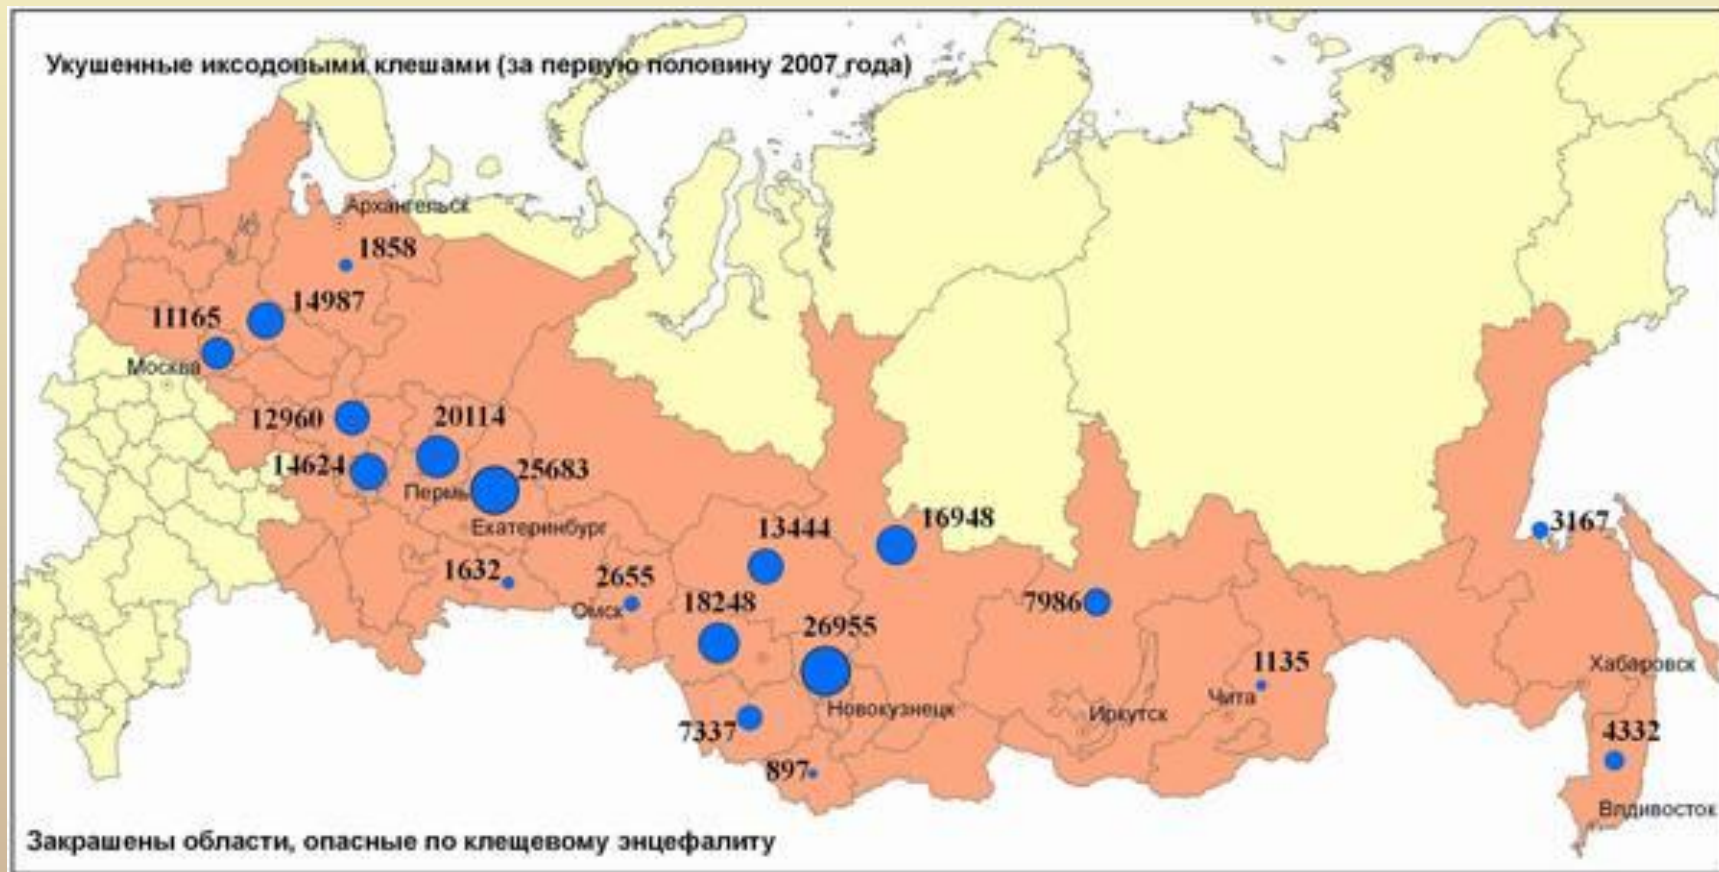 Укушенные иксодовыми клешами (за первую половину 2007 года)
Архангельск
1858
14987
11165
Москва
12960
20114
14624
25683
Пермь
Екатеринбург
13444
16948
3167
1632
2655
Омск
18248
7986
26955
1135
Хабаровск
Чита
Новокузнецк
Иркутск
7337
4332
897
Влдивосток
Закрашены области, опасные по клещевому энцефалиту